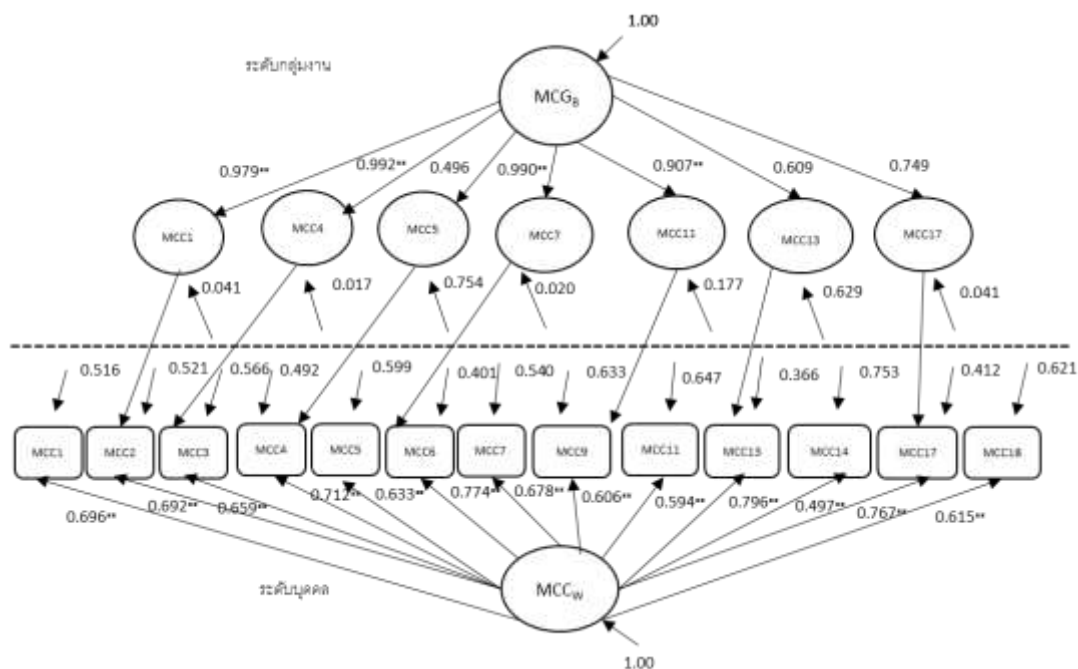 1.00
ระดับกลุ่มงาน
MCG_B
0.979** 0.992** 0.496 0.990** 0.907** 0.609 0.749
MCC1 MCC4 MCC5 MCC7 MCC11 MCC13 MCC17
0.041 0.017 0.754 0.020 0.177 0.629 0.041
0.516 0.521 0.566 0.492 0.599 0.401 0.540 0.633 0.647 0.366 0.753 0.412 0.621
MCC1 MCC2 MCC3 MCC4 MCC5 MCC6 MCC7 MCC9 MCC11 MCC13 MCC14 MCC17 MCC18
0.696** 0.692** 0.659** 0.712** 0.633** 0.774** 0.678** 0.606** 0.594** 0.796** 0.497** 0.767** 0.615**
MCC_W
ระดับบุคคล
1.00